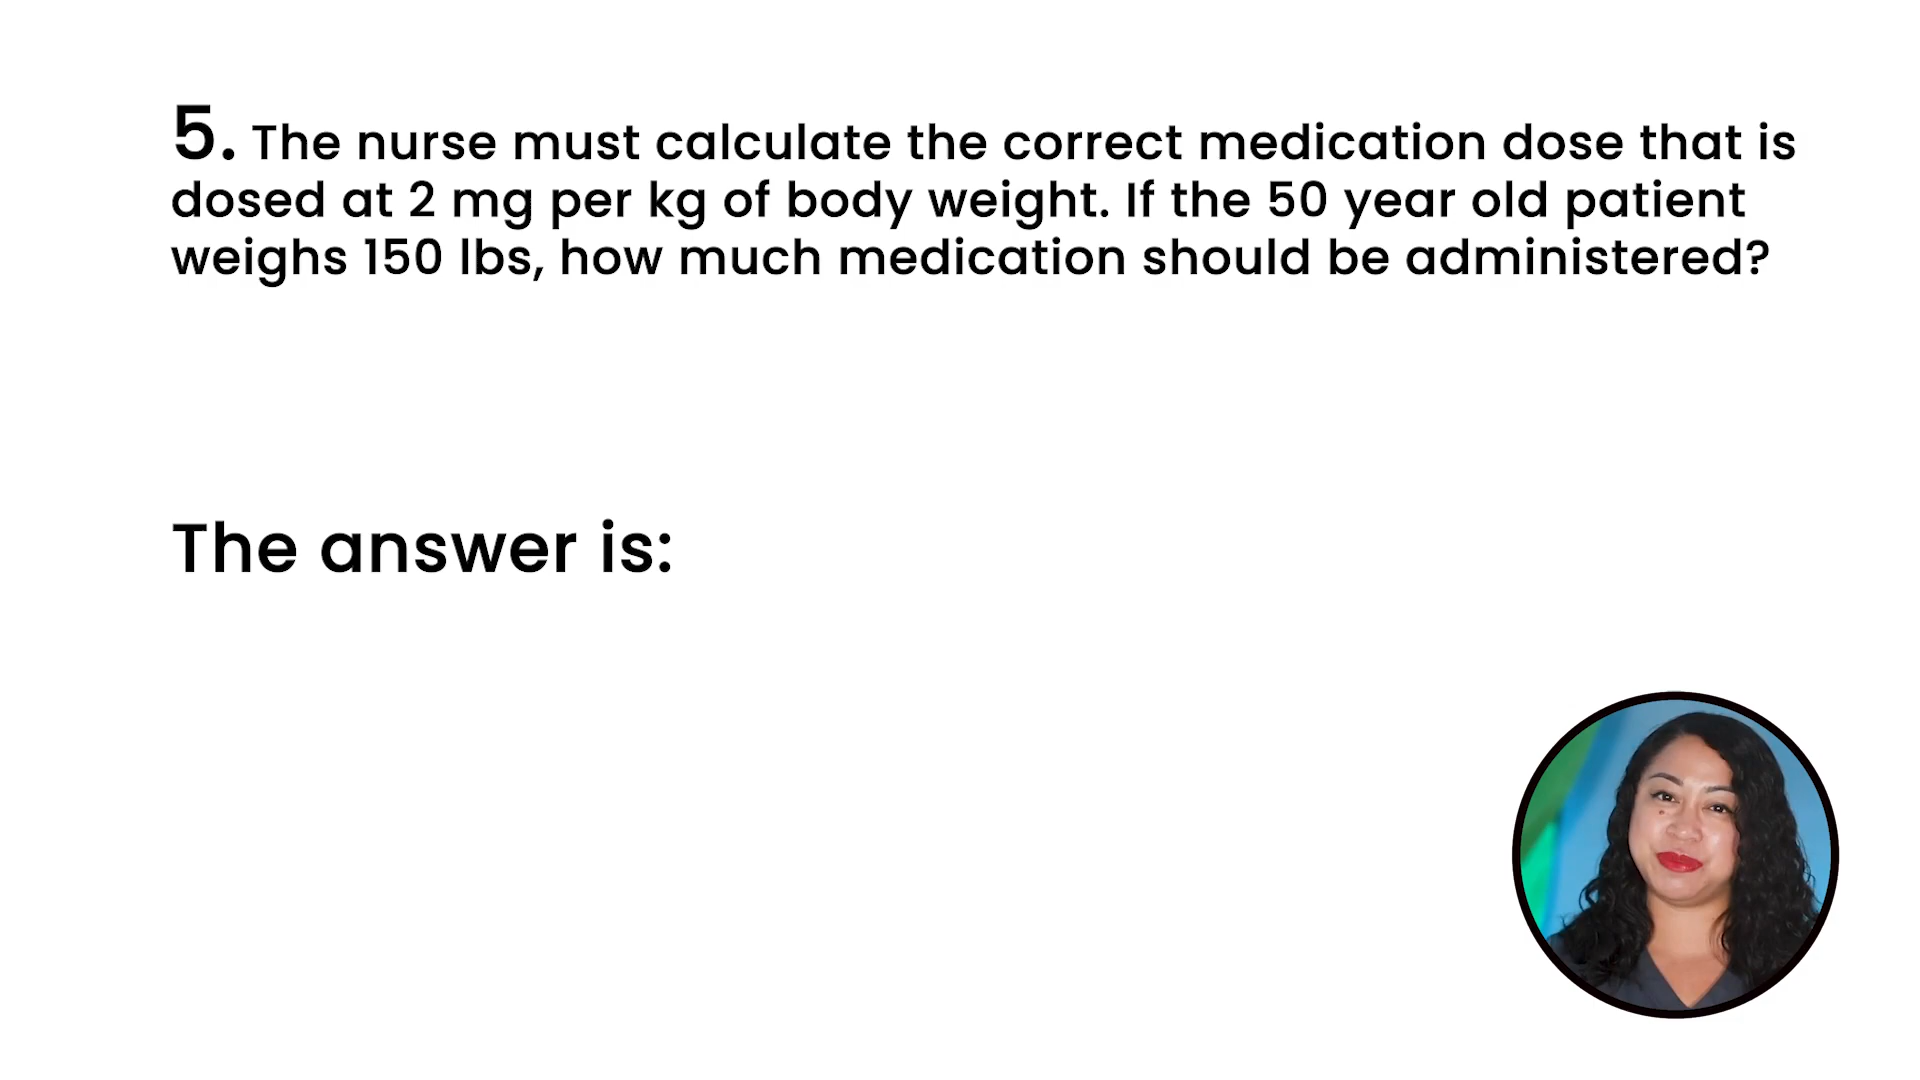 5. The nurse must calculate the correct medication dose that is
dosed at 2 mg per kg of body weight. If the 50 year old patient
weighs 150 lbs, how much medication should be administered?
The answer is: